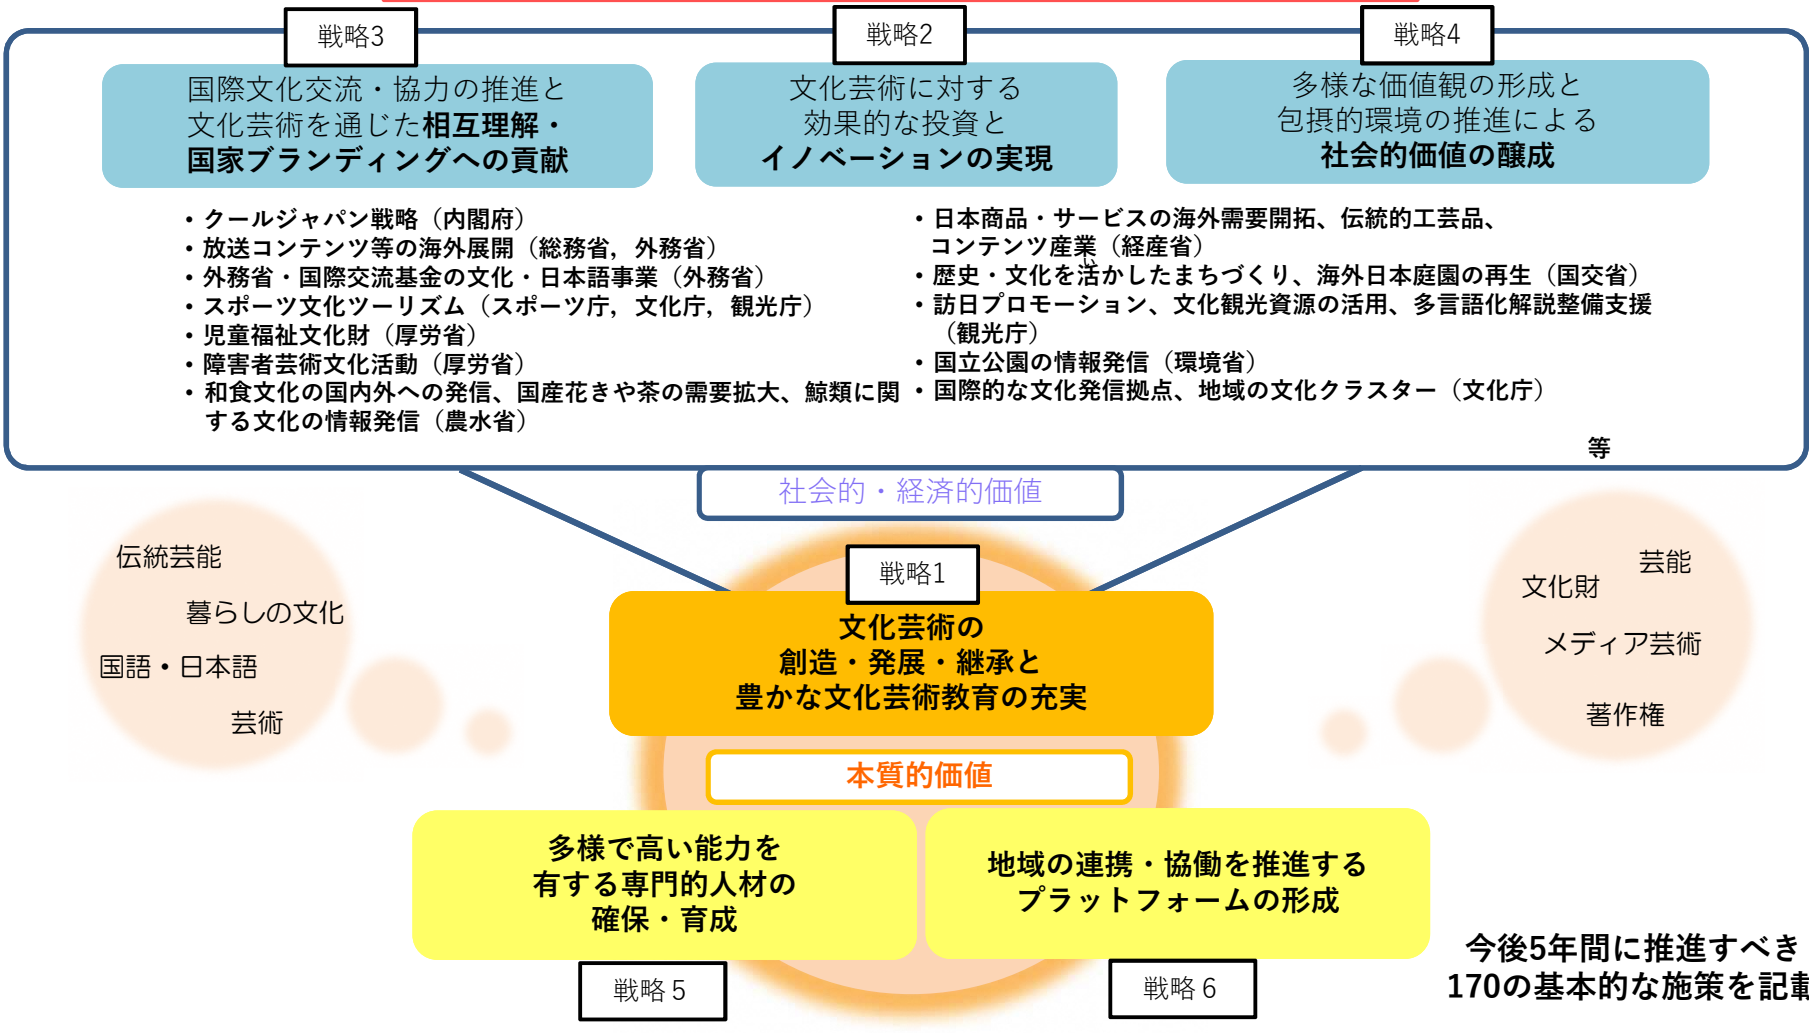 戦略3
国際文化交流・協力の推進と
文化芸術を通じた相互理解・
国家ブランディングへの貢献
戦略2
文化芸術に対する
効果的な投資と
イノベーションの実現
戦略4
多様な価値観の形成と
包摂的環境の推進による
社会的価値の醸成
・クールジャパン戦略（内閣府）
・放送コンテンツ等の海外展開（総務省，外務省）
・外務省・国際交流基金の文化・日本語事業（外務省）
・スポーツ文化ツーリズム（スポーツ庁，文化庁，観光庁）
・児童福祉文化財（厚労省）
・障害者芸術文化活動（厚労省）
・和食文化の国内外への発信、国産花きや茶の需要拡大、鯨類に関
する文化の情報発信（農水省）
・日本商品・サービスの海外需要開拓、伝統的工芸品、
コンテンツ産業（経産省）
い
・歴史・文化を活かしたまちづくり、海外日本庭園の再生（国交省）
・訪日プロモーション、文化観光資源の活用、多言語化解説整備支援
（観光庁）
・国立公園の情報発信（環境省）
・国際的な文化発信拠点、地域の文化クラスター（文化庁）
等
社会的・経済的価値
伝統芸能
暮らしの文化
国語・日本語
芸術
戦略1
文化芸術の
創造・発展・継承と
豊かな文化芸術教育の充実
本質的価値
芸能
文化財
メディア芸術
著作権
多様で高い能力を
有する専門的人材の
確保・育成
戦略５
地域の連携・協働を推進する
プラットフォームの形成
戦略６
今後5年間に推進すべき
170の基本的な施策を記載